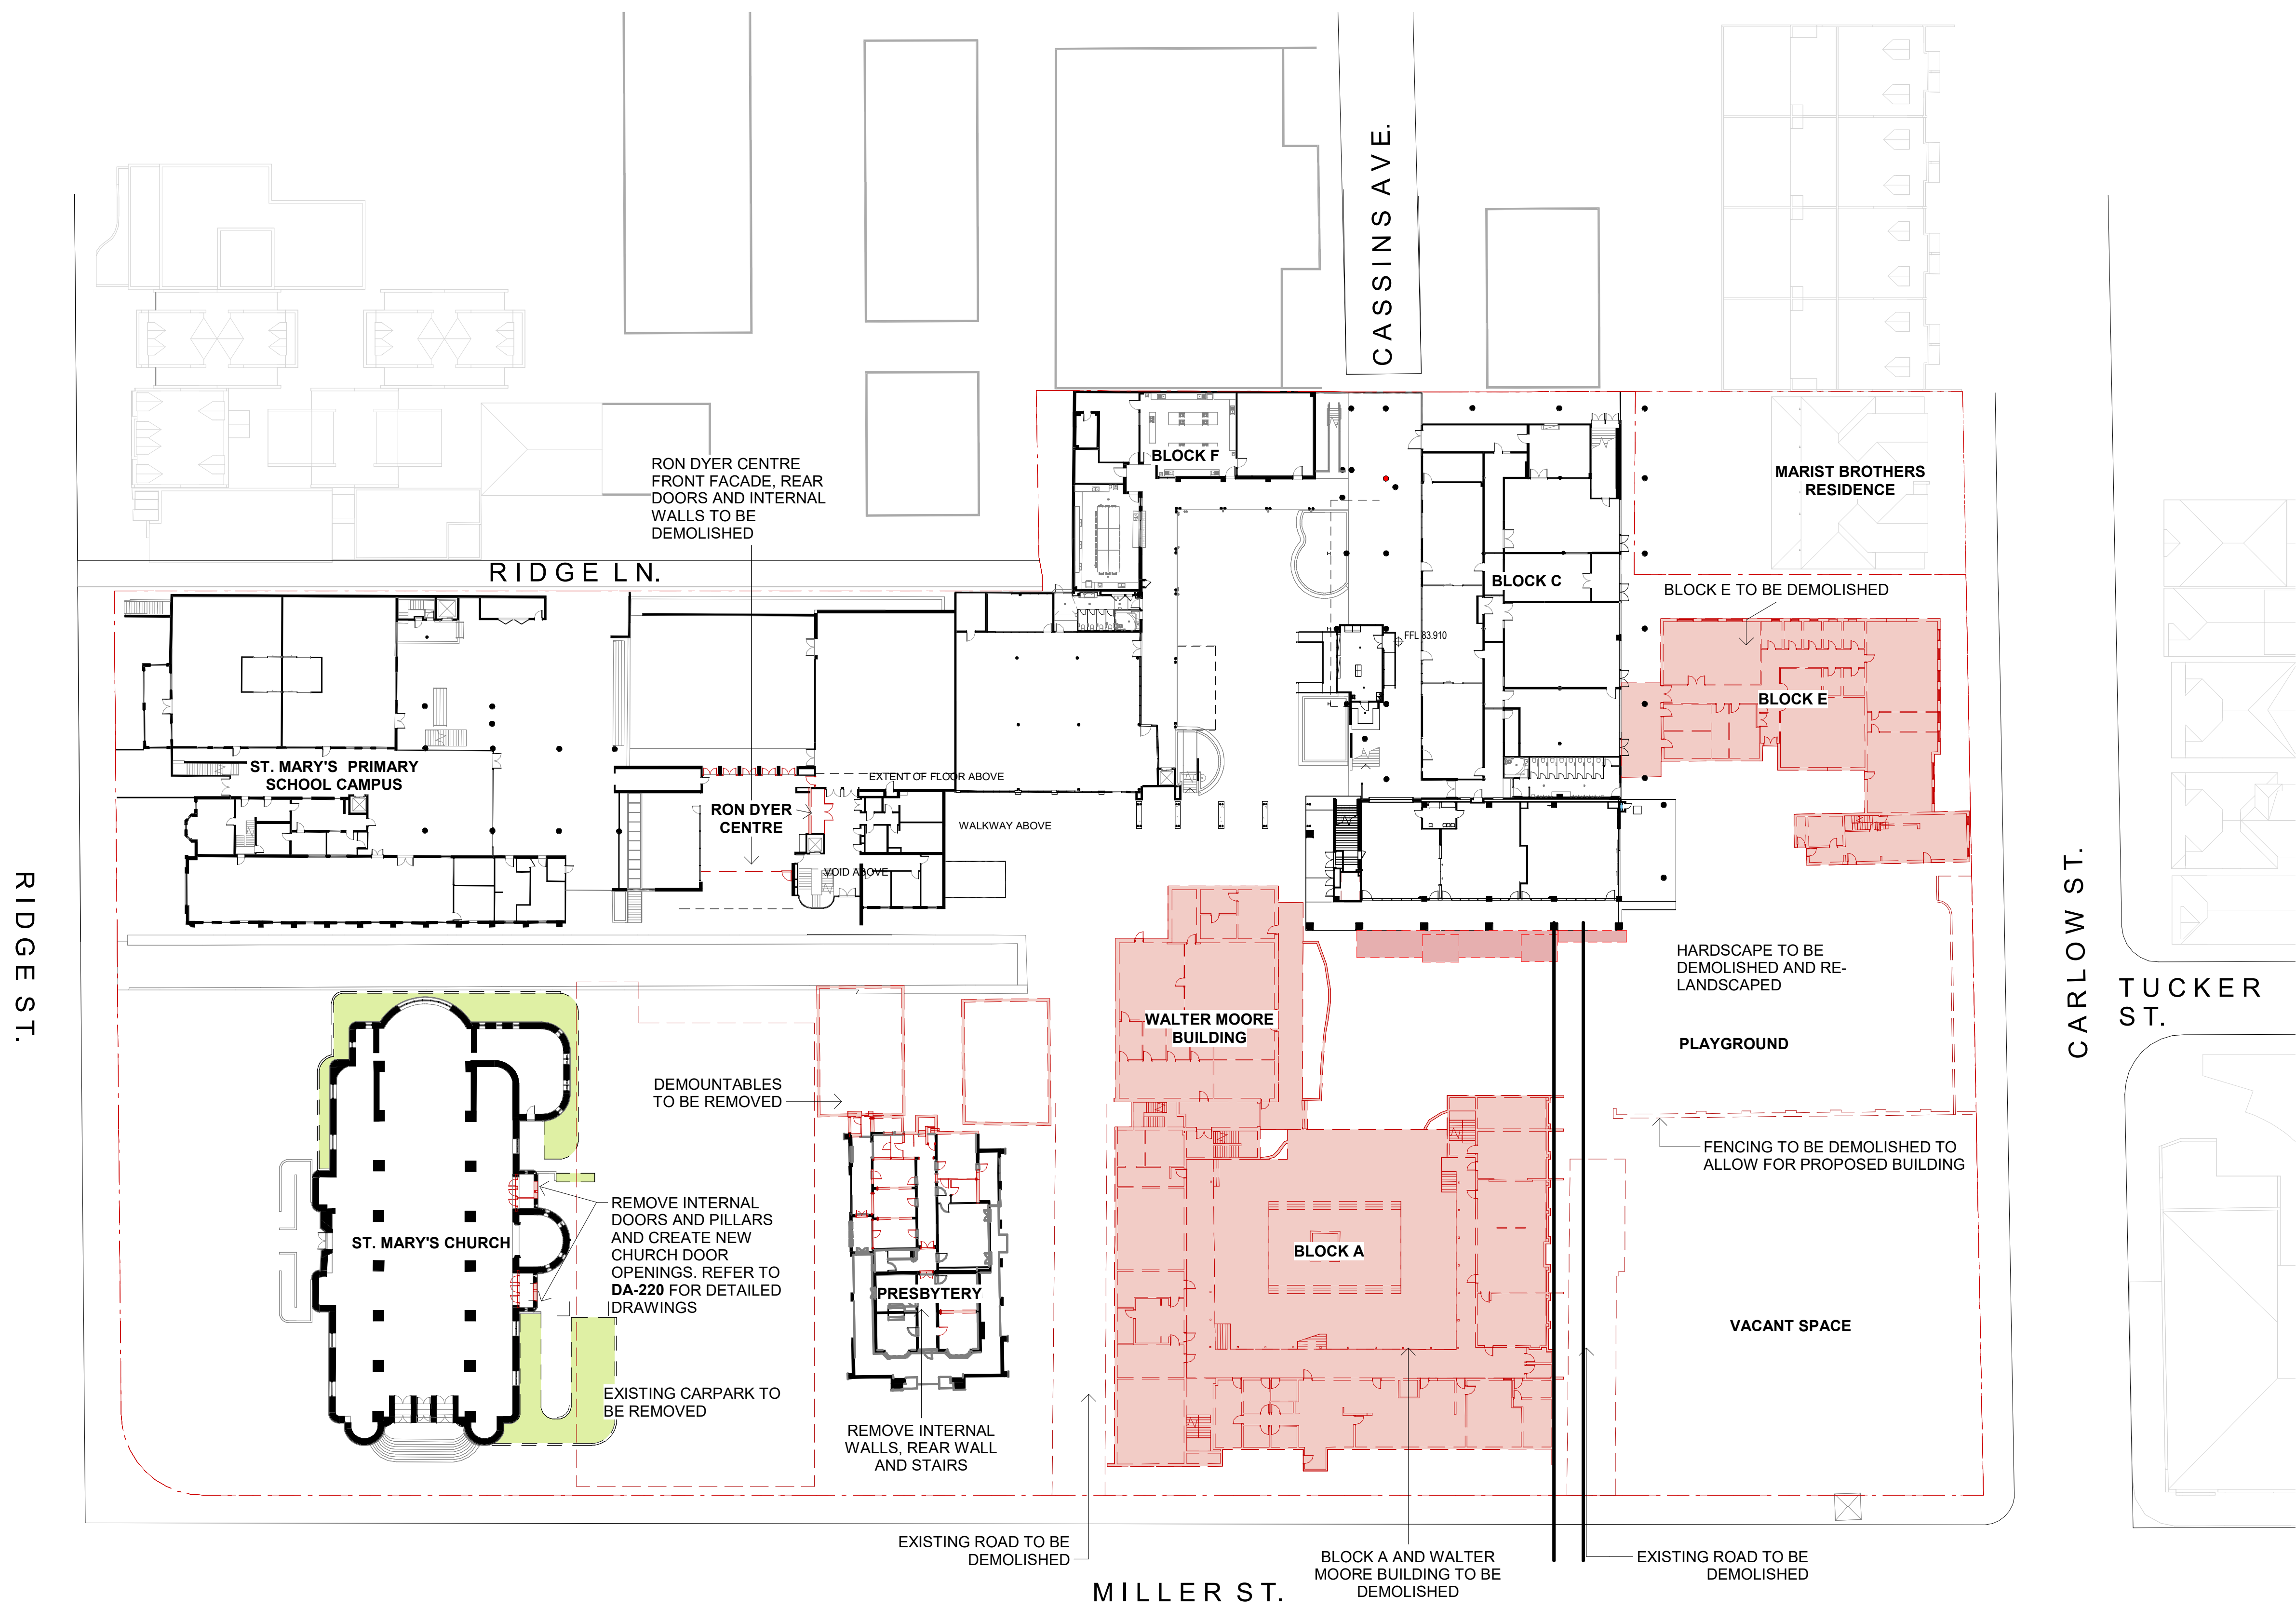 CASSINS AVE.
RON DYER CENTRE
FRONT FACADE, REAR
DOORS AND INTERNAL
WALLS TO BE
DEMOLISHED
BLOCK F
MARIST BROTHERS
RESIDENCE
RIDGE LN.
BLOCK C
BLOCK E TO BE DEMOLISHED
FFL 83.910
BLOCK E
ST. MARY'S PRIMARY
SCHOOL CAMPUS
EXTENT OF FLOOR ABOVE
RON DYER
CENTRE
WALKWAY ABOVE
VOID ABOVE
RIDGE ST.
CARLOW ST.
TUCKER
ST.
HARDSCAPE TO BE
DEMOLISHED AND RE-
LANDSCAPED
WALTER MOORE
BUILDING
PLAYGROUND
DEMOUNTABLES
TO BE REMOVED
FENCING TO BE DEMOLISHED TO
ALLOW FOR PROPOSED BUILDING
ST. MARY'S CHURCH
REMOVE INTERNAL
DOORS AND PILLARS
AND CREATE NEW
CHURCH DOOR
OPENINGS. REFER TO
DA-220 FOR DETAILED
DRAWINGS
BLOCK A
PRESBYTERY
VACANT SPACE
EXISTING CARPARK TO
BE REMOVED
REMOVE INTERNAL
WALLS, REAR WALL
AND STAIRS
EXISTING ROAD TO BE
DEMOLISHED
BLOCK A AND WALTER
MOORE BUILDING TO BE
DEMOLISHED
EXISTING ROAD TO BE
DEMOLISHED
MILLER ST.